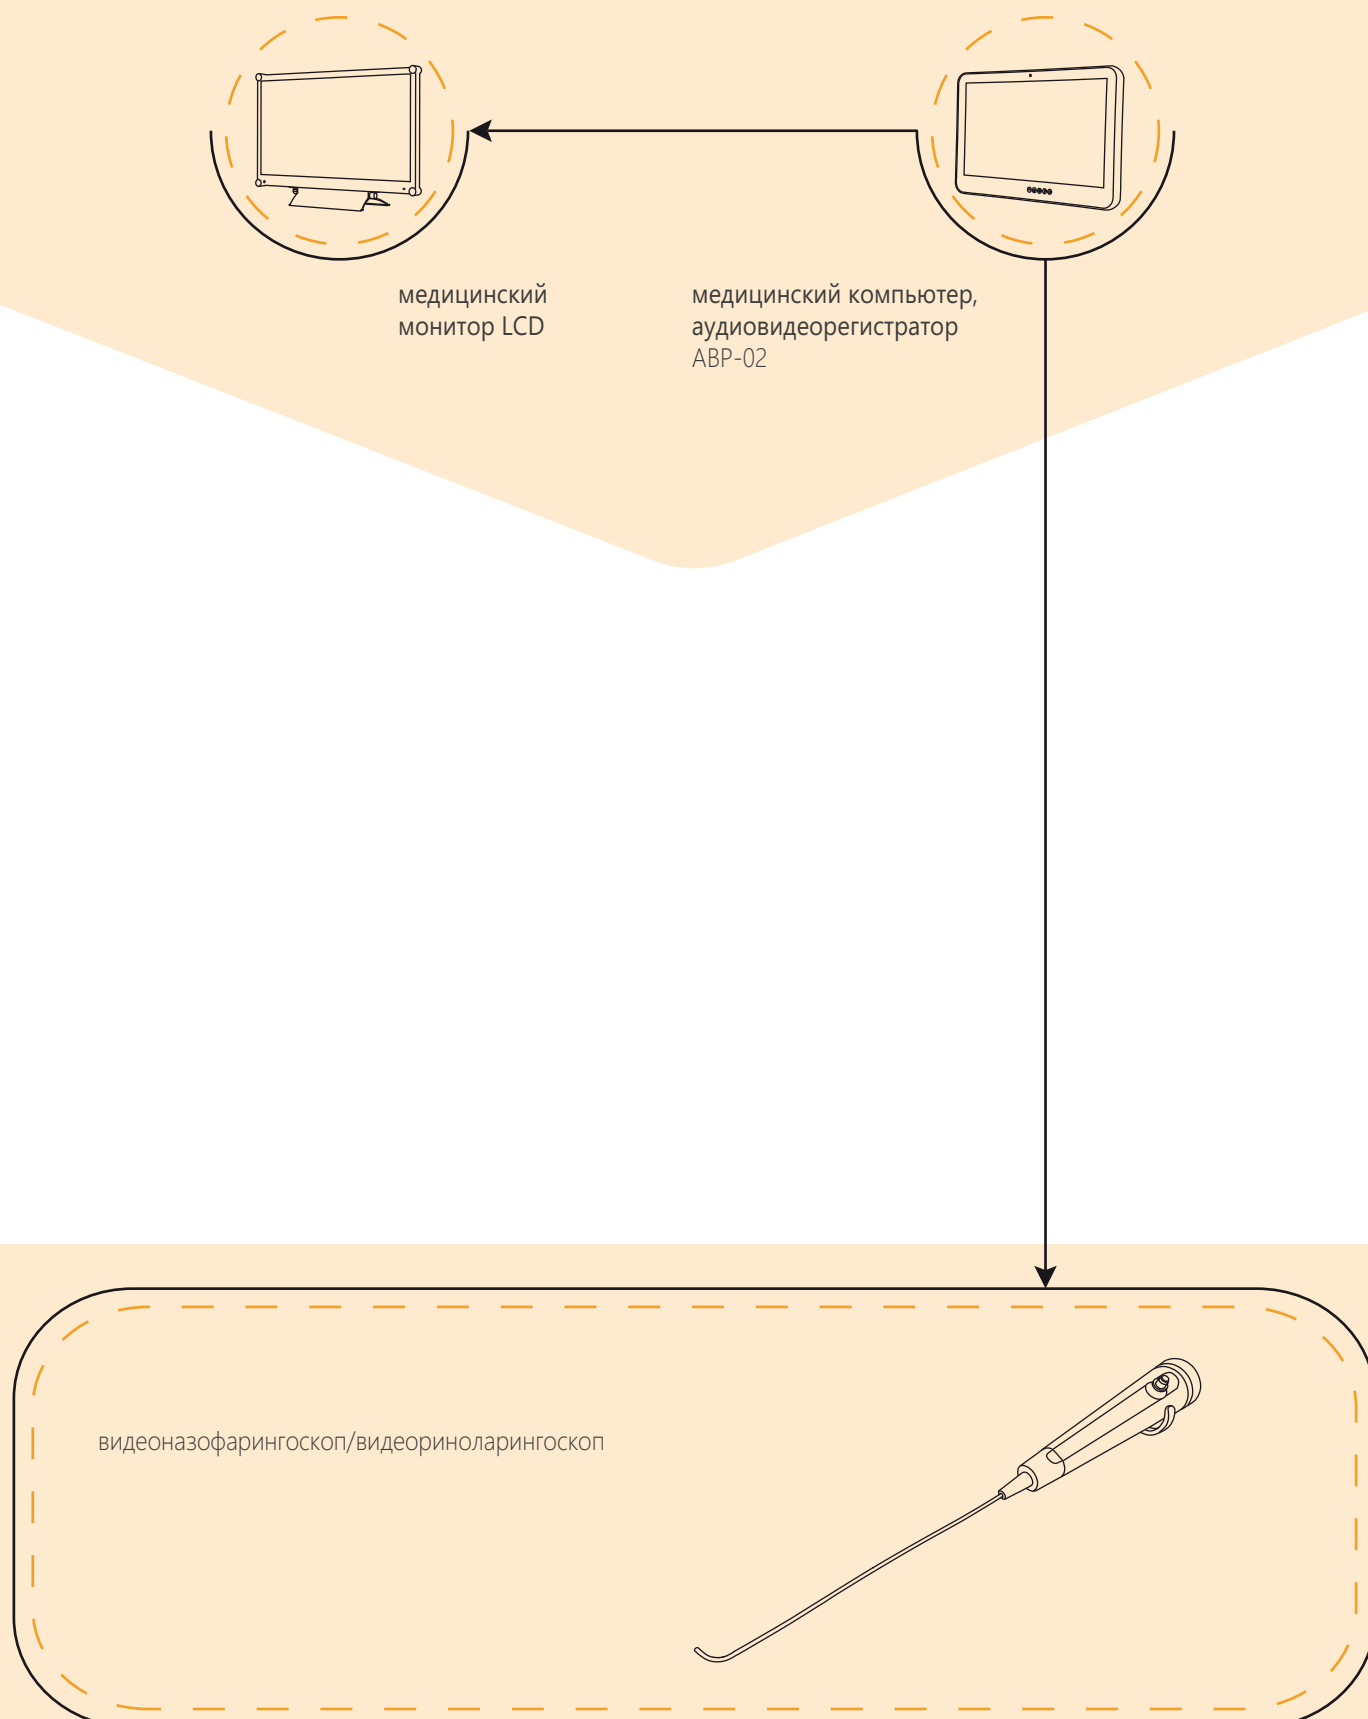 медицинский
монитор LCD
медицинский компьютер,
аудиовидеорегистратор
АВР-02
видеоназофарингоскоп/видеориноларингоскоп